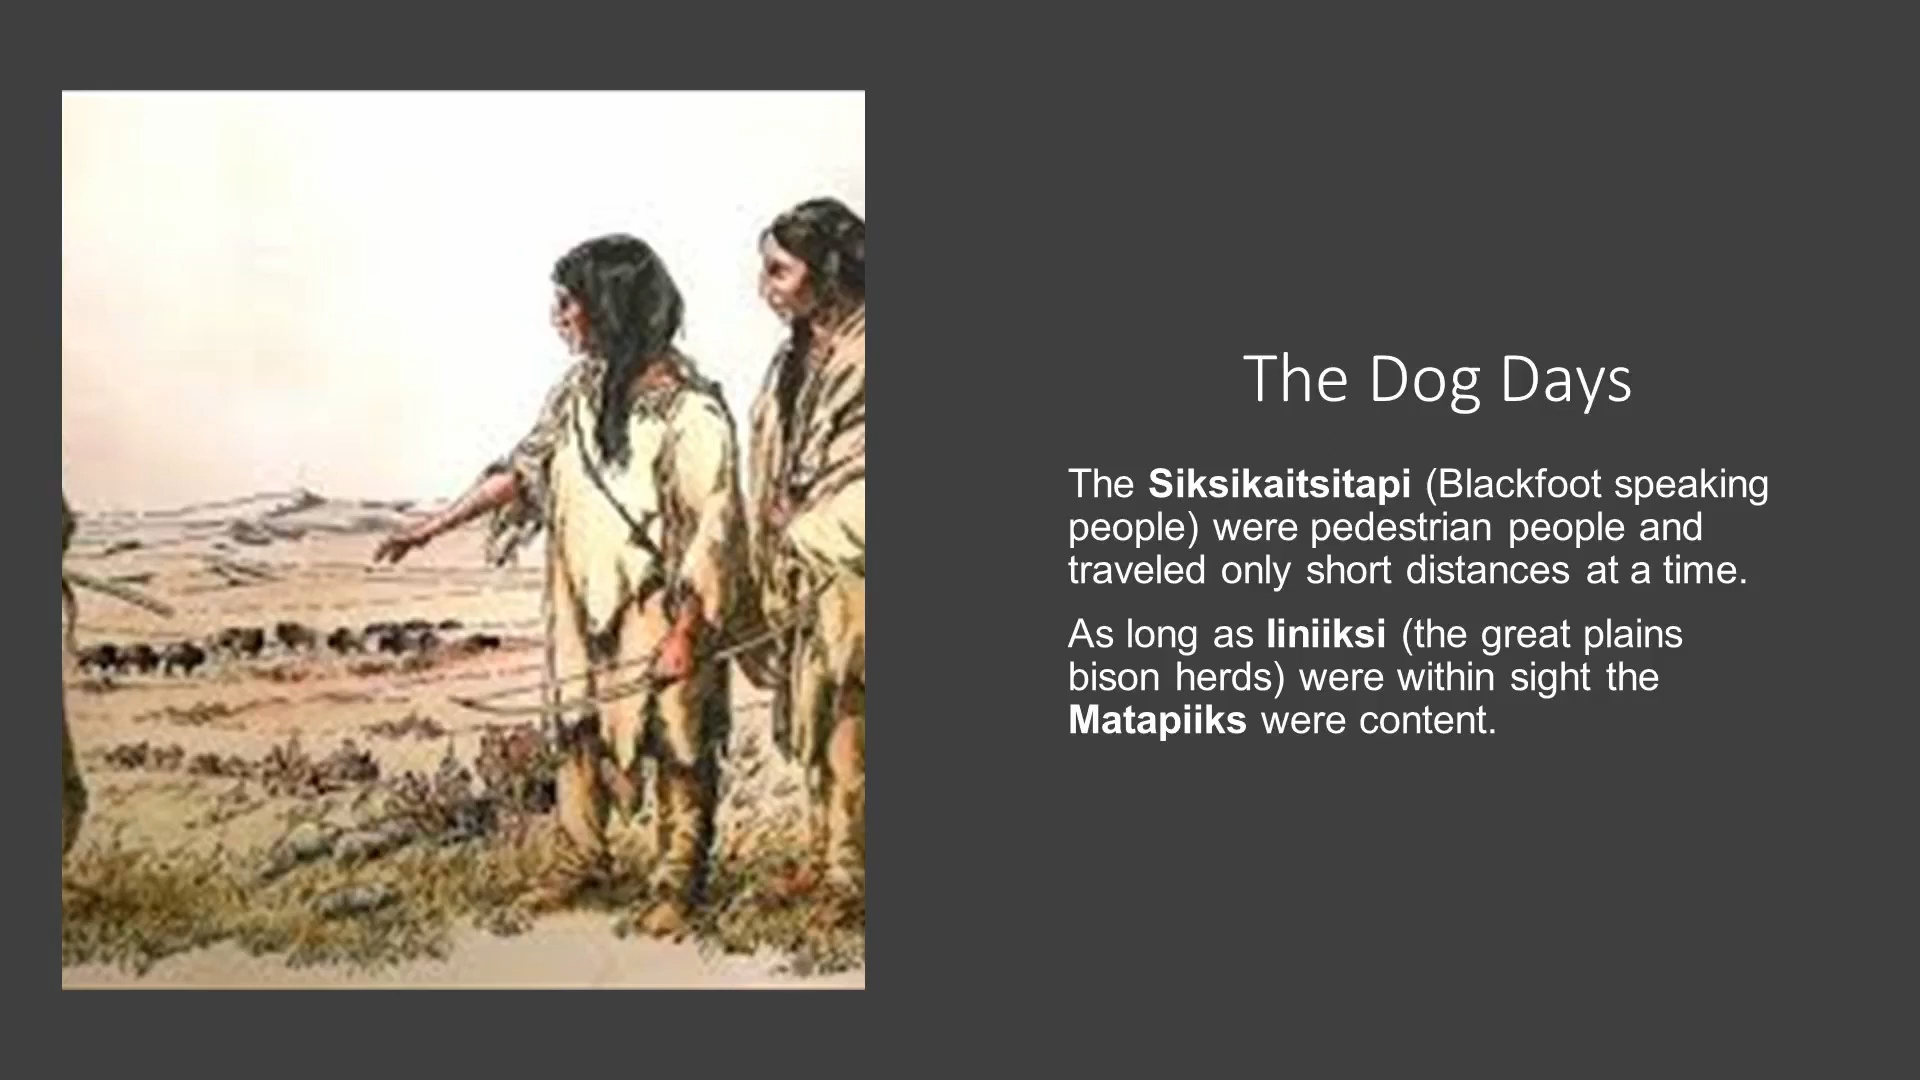 The Dog Days
The Siksikaitsitapi (Blackfoot speaking
people) were pedestrian people and
traveled only short distances at a time.
As long as Iiniiksi (the great plains
bison herds) were within sight the
Matapiiks were content.